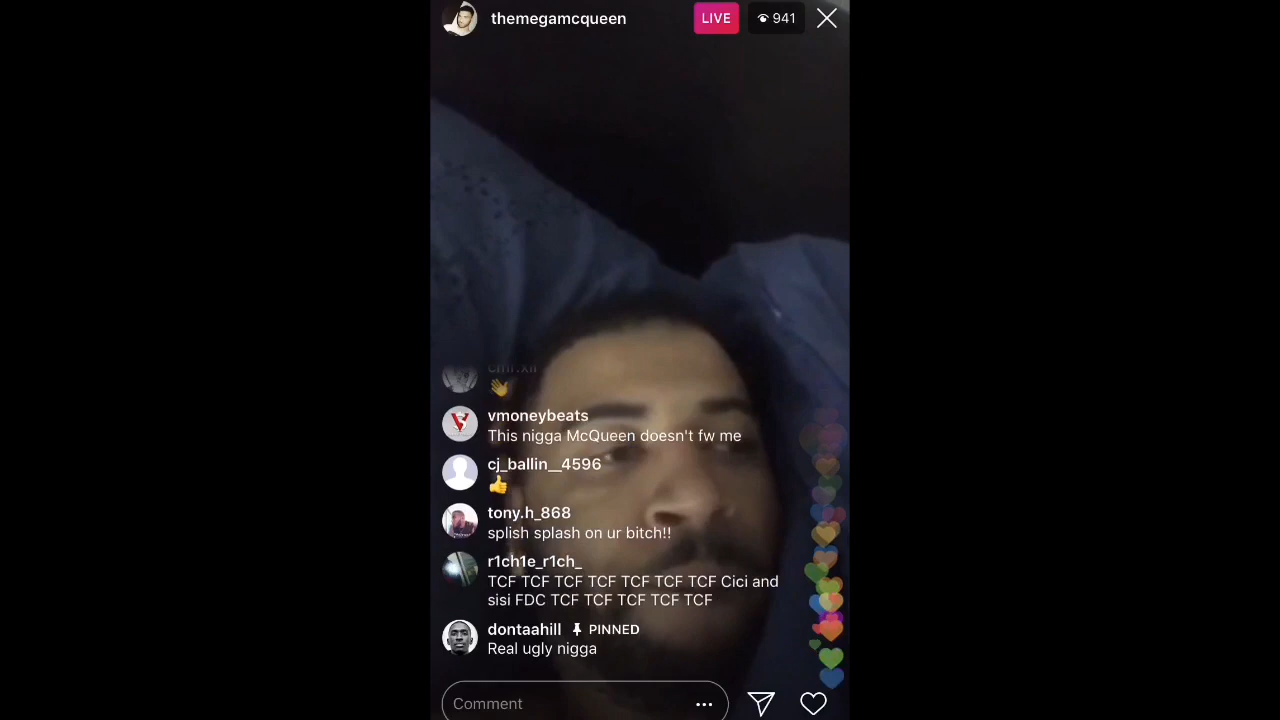 themegamcqueen
LIVE
941
cmr.xii
vmoneybeats
This nigga McQueen doesn't fw me
cj_ballin__4596
tony.h_868
splish splash on ur bitch!!
r1ch1e_r1ch_
TCF TCF TCF TCF TCF TCF TCF Cici and
sisi FDC TCF TCF TCF TCF TCF
dontaahill PINNED
Real ugly nigga
Comment